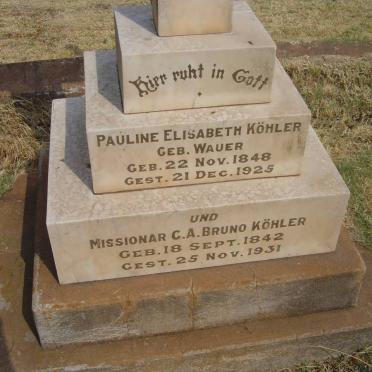 Hier ruht in Gott
PAULINE ELISABETH KÖHLER
GEB. WAUER
GEB. 22 NOV. 1848
GEST. 21 DEC. 1925
UND
MISSIONAR C.A. BRUNO KÖHLER
GEB. 18 SEPT. 1842
GEST. 25 NOV. 1931